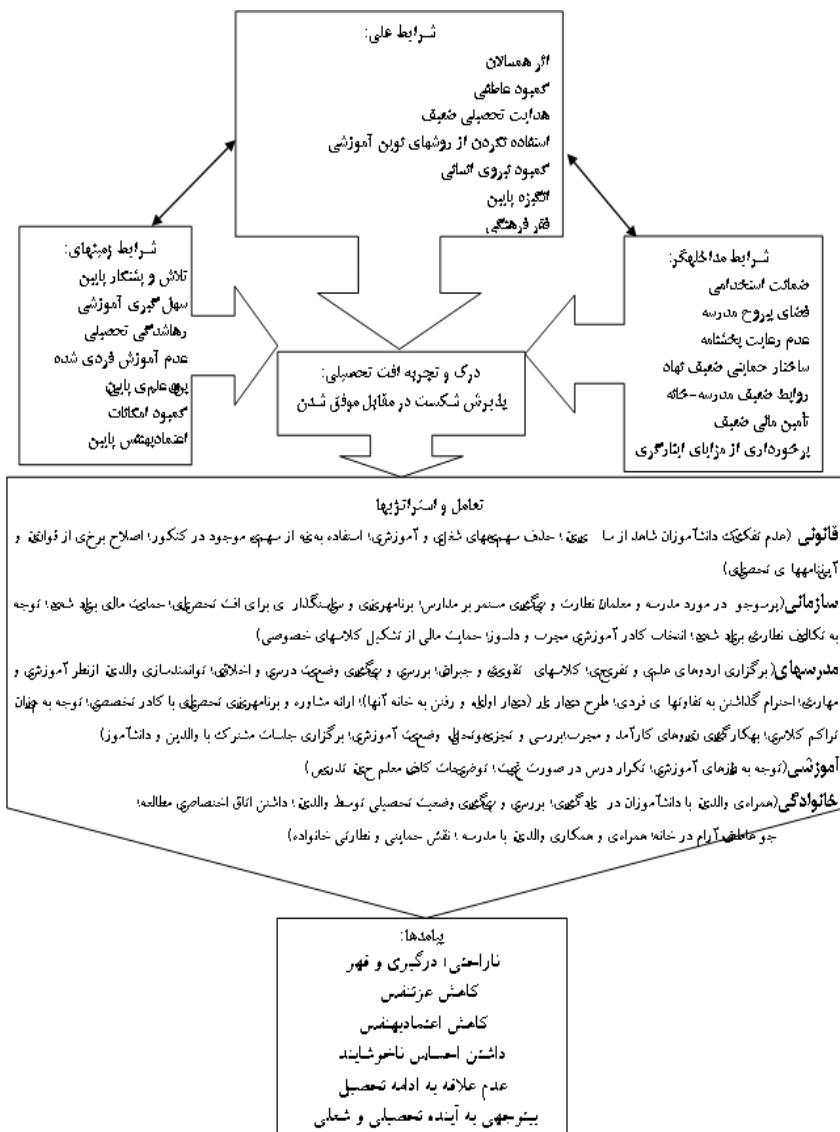 شرایط علی:
اثر همسالان
کمبود عاطفی
هدایت تحصیلی ضعیف
استفاده نکردن از روشهای نوین آموزشی
کمبود نیروی انسانی
انگیزه پایین
فقر فرهنگی
شرایط مداخلهگر:
ضمانت استخدامی
فضای بیروح مدرسه
عدم رعایت بخشنامه
ساختار حمایتی ضعیف نهاد
روابط ضعیف مدرسه-خانه
تأمین مالی ضعیف
برخورداری از مزایای ایثارگری
شرایط زمینهای:
تلاش و پشتکار پایین
سهل گیری آموزشی
رهاشدگی تحصیلی
عدم آموزش فردی شده
علمی پایین
کمبود امکانات
اعتمادبهنفس پایین
درک و تجربه افت تحصیلی:
پذیرش شکست در مقابل موفق شدن
تعامل و استراتژیها
قانونی (عدم تفکیک دانشآموزان شاهد از سا یرین؛ حذف سهمیههای شغلی و آموزشی؛ استفاده بهینه از سهمیه موجود در کنکور؛ اصلاح برخی از قوانین و
آییننامهها ی تحصیلی)
سازمانی(پرسوجو در مورد مدرسه و معلمان؛ نظارت و پیگیری مستمر بر مدارس؛ برنامهریزی و سیاستگذار ی برای افت تحصیلی؛ حمایت مالی بنیاد شهید؛ توجه
به تکالیف نظارتی بنیاد شهید؛ انتخاب کادر آموزشی مجرب و دلسوز؛ حمایت مالی از تشکیل کلاسهای خصوصی)
مدرسهای(برگزاری اردوهای علمی و تفریحی؛ کلاسهای تقویتی و جبرانی؛ بررسی و پیگیری وضعیت درسی و اخلاقی؛ توانمندسازی والدین ازنظر آموزشی و
مهارتی؛ احترام گذاشتن به تفاوتها ی فردی؛ طرح دیدار یار (دیدار اولیاء و رفتن به خانه آنها)؛ ارائه مشاوره و برنامهریزی تحصیلی با کادر تخصصی؛ توجه به میزان
تراکم کلاسی؛ بهکارگیری نیروهای کارآمد و مجرب؛بررسی و تجزیهوتحلیل وضعیت آموزشی؛ برگزاری جلسات مشترک با والدین و دانشآموز)
آموزشی(توجه به نیازهای آموزشی؛ تکرار درس در صورت غیبت؛ توضیحات کافی معلم حین تدریس)
خانوادگی(همراهی والدین با دانشآموزان در یادگیری؛ بررسی و پیگیری وضعیت تحصیلی توسط والدین؛ داشتن اتاق اختصاصی مطالعه؛
جو عاطفی آرام در خانه؛ همراهی و همکاری والدین با مدرسه؛ نقش حمایتی و نظارتی خانواده)
پیامدها:
ناراحتی؛ درگیری و قهر
کاهش عزتنفس
کاهش اعتمادبهنفس
داشتن احساس ناخوشایند
عدم علاقه به ادامه تحصیل
بیتوجهی به آینده تحصیلی و شغلی